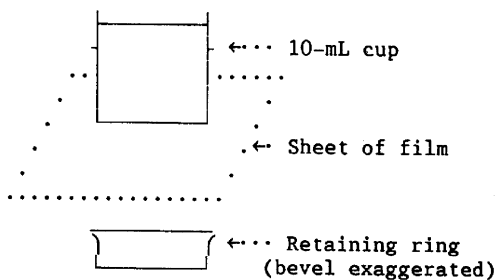 10-mL cup
Sheet of film
Retaining ring
(bevel exaggerated)